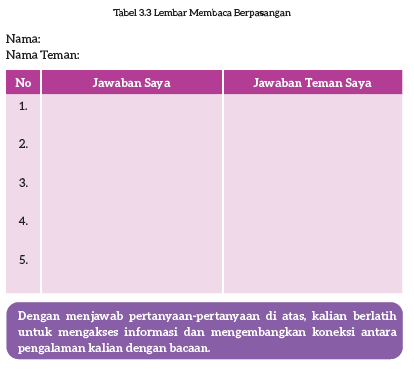 Tabel 3.3 Lembar Membaca Berpasangan
Nama:
Nama Teman:
No Jawaban Saya Jawaban Teman Saya
1.
2.
3.
4.
5.
Dengan menjawab pertanyaan-pertanyaan di atas, kalian berlatih
untuk mengakses informasi dan mengembangkan koneksi antara
pengalaman kalian dengan bacaan.